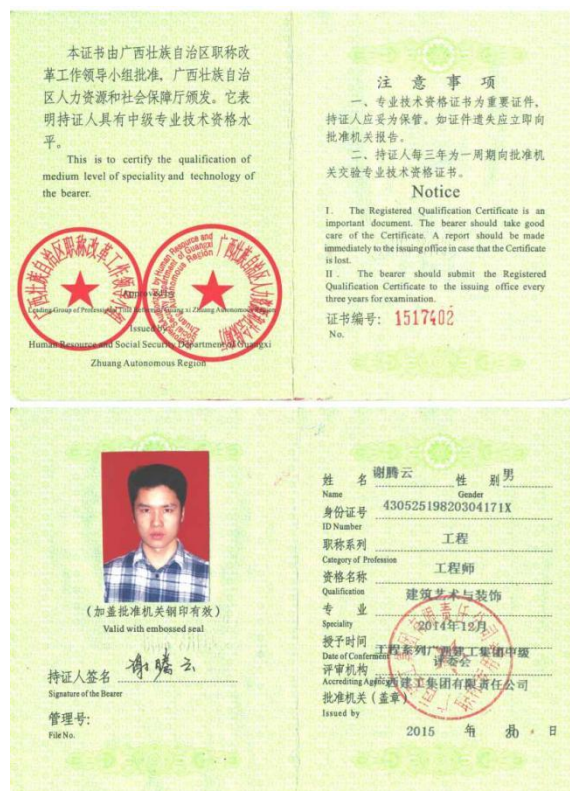 本证书由广西壮族自治区职称改
革工作领导小组批准,广西壮族自治
区人力资源和社会保障厅颁发。它表
明持证人具有中级专业技术资格水
平。
This is to certify the qualification of
medium level of speciality and technology of
the bearer.
Approved by
Leading Group of Professional Title Reform of Guang xi Zhuang Autonomous Region
Issued by
Human Resource and Social Security Department of Guangxi
Zhuang Autonomous Region
注 意 事 项
一、专业技术资格证书为重要证件,
持证人应妥为保管。如证件遗失应立即向
批准机关报告。
二、持证人每三年为一周期向批准机
关交验专业技术资格证书。
Notice
I. The Registered Qualification Certificate is an
important document. The bearer should take good
care of the Certificate. A report should be made
immediately to the issuing office in case that the Certificate
is lost.
II. The bearer should submit the Registered
Qualification Certificate to the issuing office every
three years for examination.
证书编号: 1517402
No.
(加盖批准机关钢印有效)
Valid with embossed seal
持证人签名 谢腾云
Signature of the Bearer
管理号:
File No.
姓 名 谢腾云 性 别 男
Name Gender
身份证号 43052519820304171X
ID Number
职称系列 工程
Category of Profession
资格名称 工程师
Qualification
建筑艺术与装饰
专 业
Speciality
2014年12月
授予时间
Date of Conferment
工程系列广西建工集团中级
评委会
评审机构
Accrediting Agency
广西建工集团有限责任公司
批准机关(盖章)
Issued by
2015 年 月 30 日